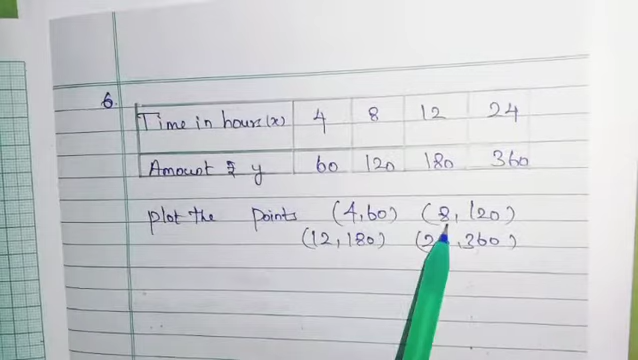 6.
Time in hours (x) 4 8 12 24
Amount ₹ y 60 120 180 360
plot the points (4,60) (8,120)
(12,180) (2 ,360)